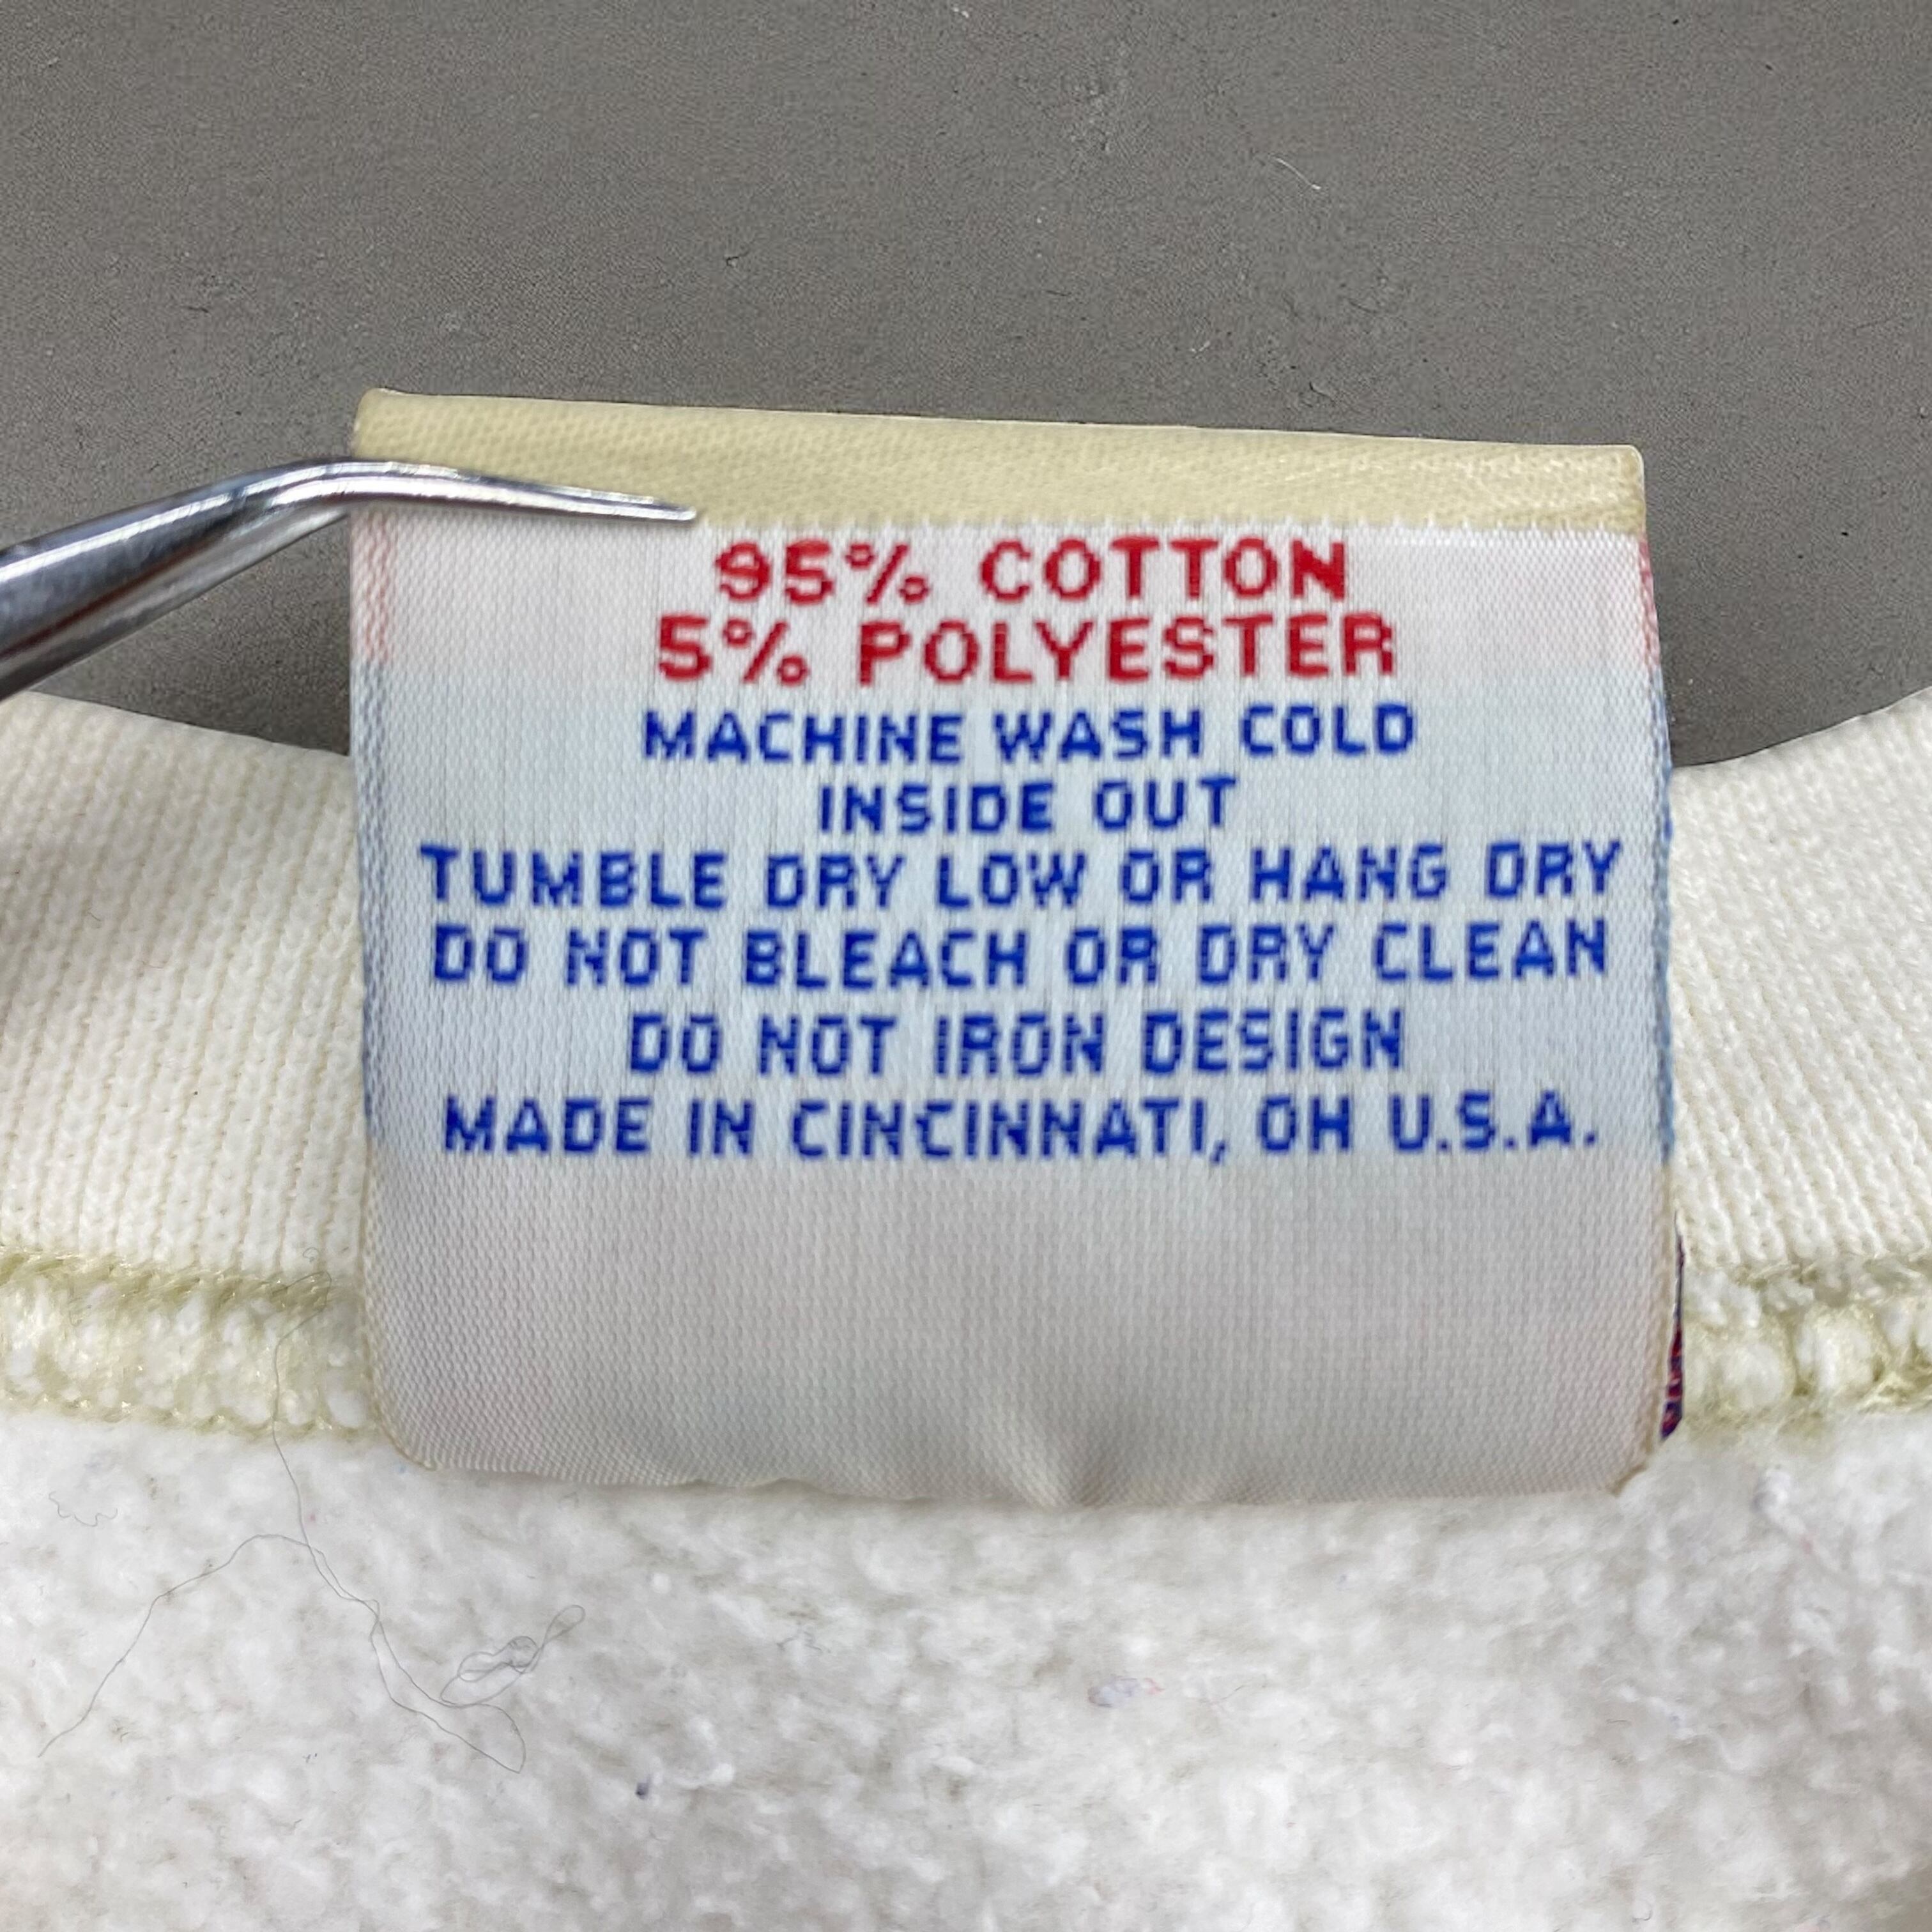 95% COTTON
5% POLYESTER
MACHINE WASH COLD
INSIDE OUT
TUMBLE DRY LOW OR HANG DRY
DO NOT BLEACH OR DRY CLEAN
DO NOT IRON DESIGN
MADE IN CINCINNATI, OH U.S.A.